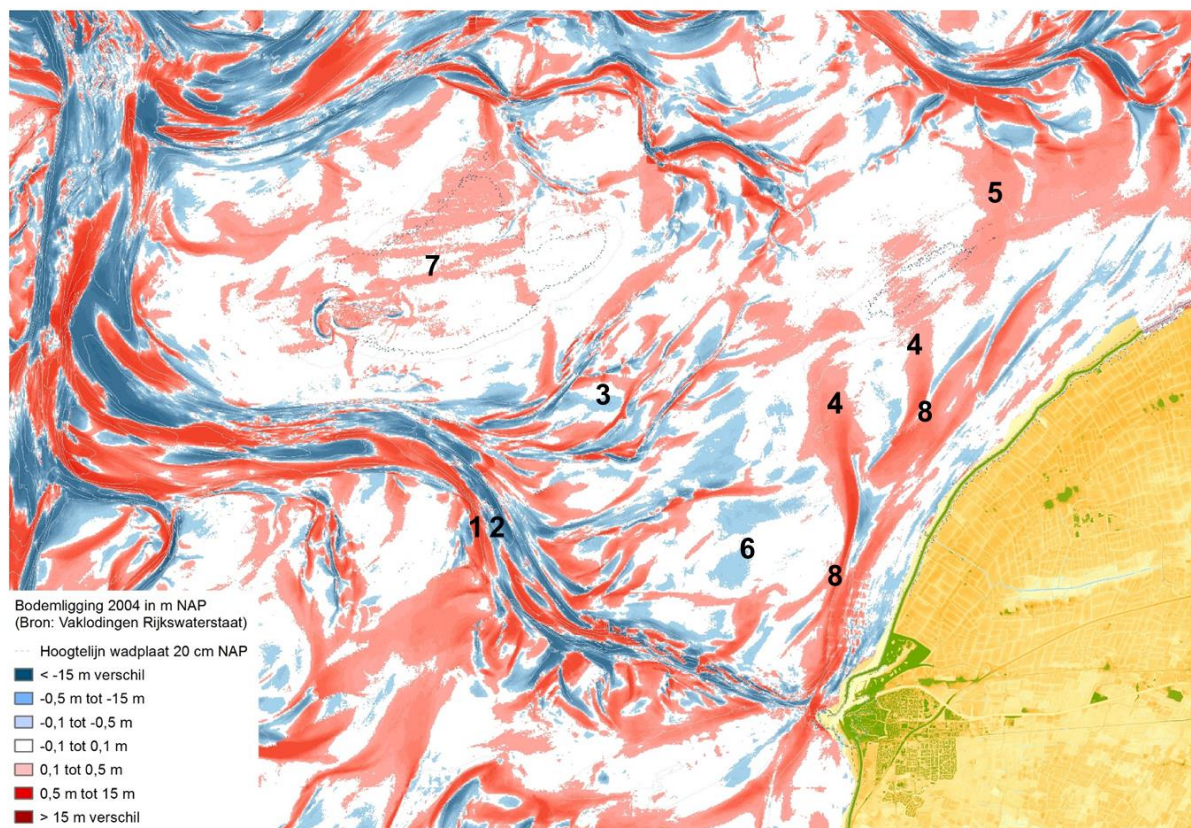 5
7
4
3
4
8
1 2
6
8
Bodemligging 2004 in m NAP
(Bron: Vaklodingen Rijkswaterstaat)
Hoogtelijn wadplaat 20 cm NAP
< -15 m verschil
-0,5 m tot -15 m
-0,1 tot -0,5 m
-0,1 tot 0,1 m
0,1 tot 0,5 m
0,5 m tot 15 m
> 15 m verschil